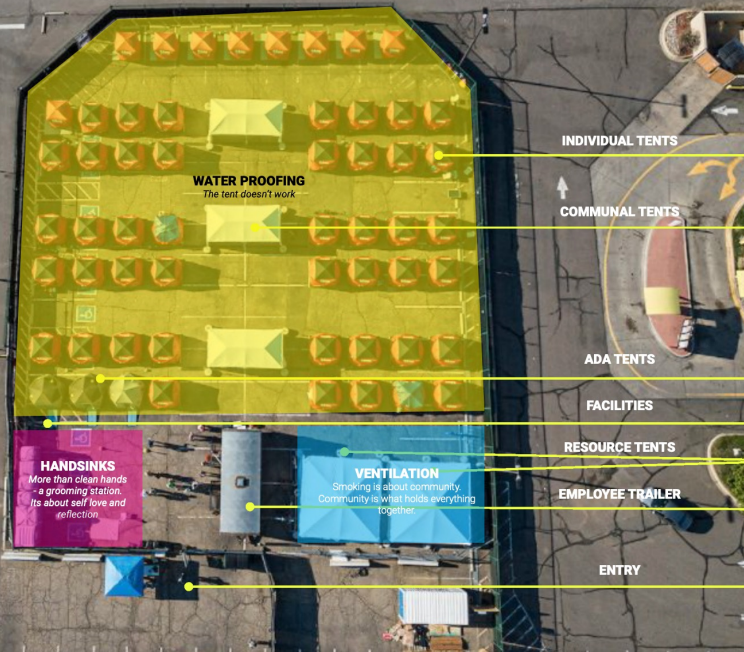 INDIVIDUAL TENTS
WATER PROOFING
The tent doesn't work
COMMUNAL TENTS
ADA TENTS
FACILITIES
RESOURCE TENTS
HANDSINKS
More than clean hands
- a grooming station.
Its about self love and
reflection
VENTILATION
Smoking is about community.
Community is what holds everything
together.
EMPLOYEE TRAILER
ENTRY